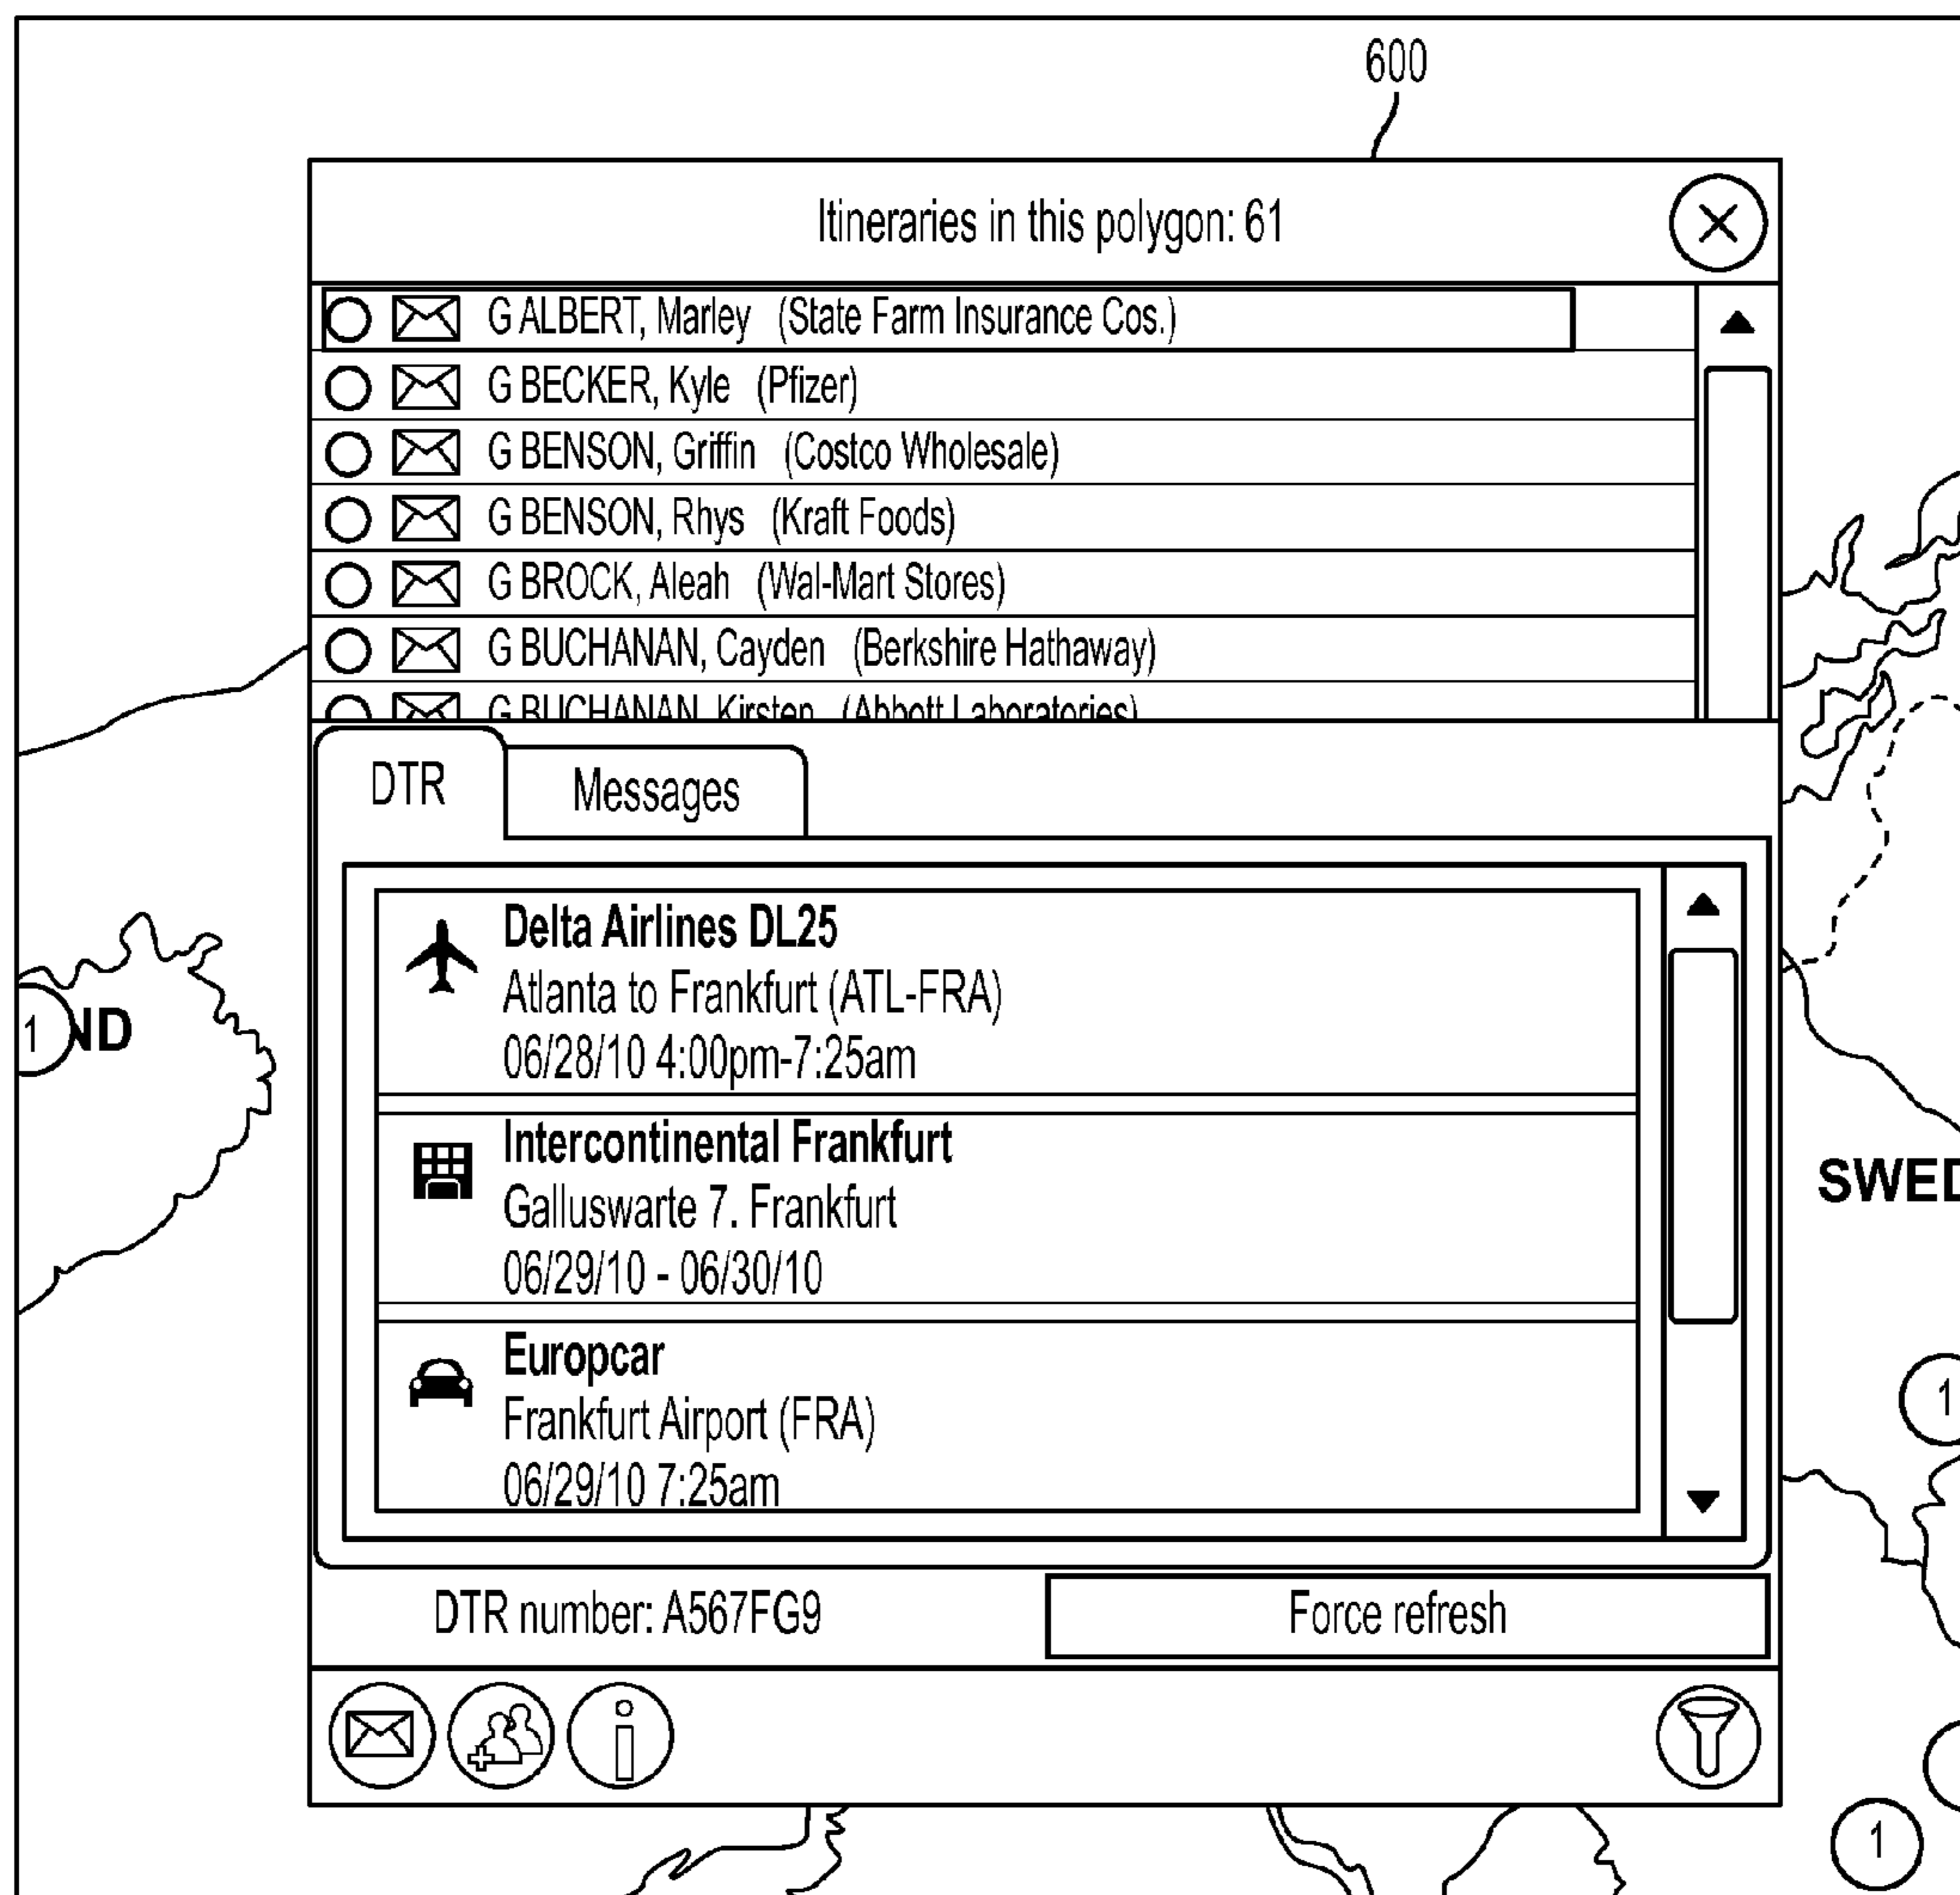 600
Itineraries in this polygon: 61
G ALBERT, Marley (State Farm Insurance Cos.)
G BECKER, Kyle (Pfizer)
G BENSON, Griffin (Costco Wholesale)
G BENSON, Rhys (Kraft Foods)
G BROCK, Aleah (Wal-Mart Stores)
G BUCHANAN, Cayden (Berkshire Hathaway)
G BUCHANAN, Kirsten (Abbott Laboratories)
DTR
Messages
Delta Airlines DL25
Atlanta to Frankfurt (ATL-FRA)
06/28/10 4:00pm-7:25am
1
ND
Intercontinental Frankfurt
Galluswarte 7. Frankfurt
06/29/10 - 06/30/10
SWED
Europcar
Frankfurt Airport (FRA)
06/29/10 7:25am
1
DTR number: A567FG9
Force refresh
1